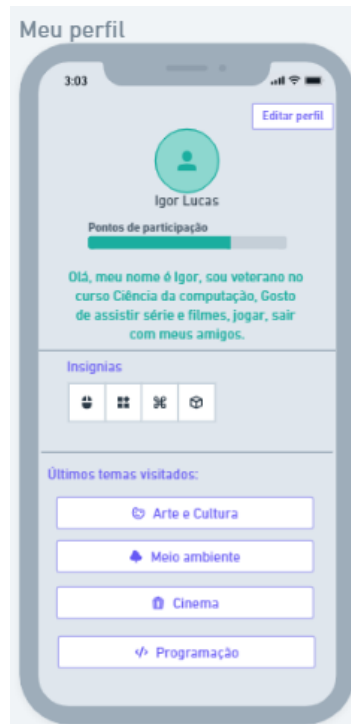 Meu perfil
3:03
Editar perfil
Igor Lucas
Pontos de participação
Olá, meu nome é Igor, sou veterano no
curso Ciência da computação, Gosto
de assistir série e filmes, jogar, sair
com meus amigos.
Insignias
Últimos temas visitados:
Arte e Cultura
Meio ambiente
Cinema
Programação